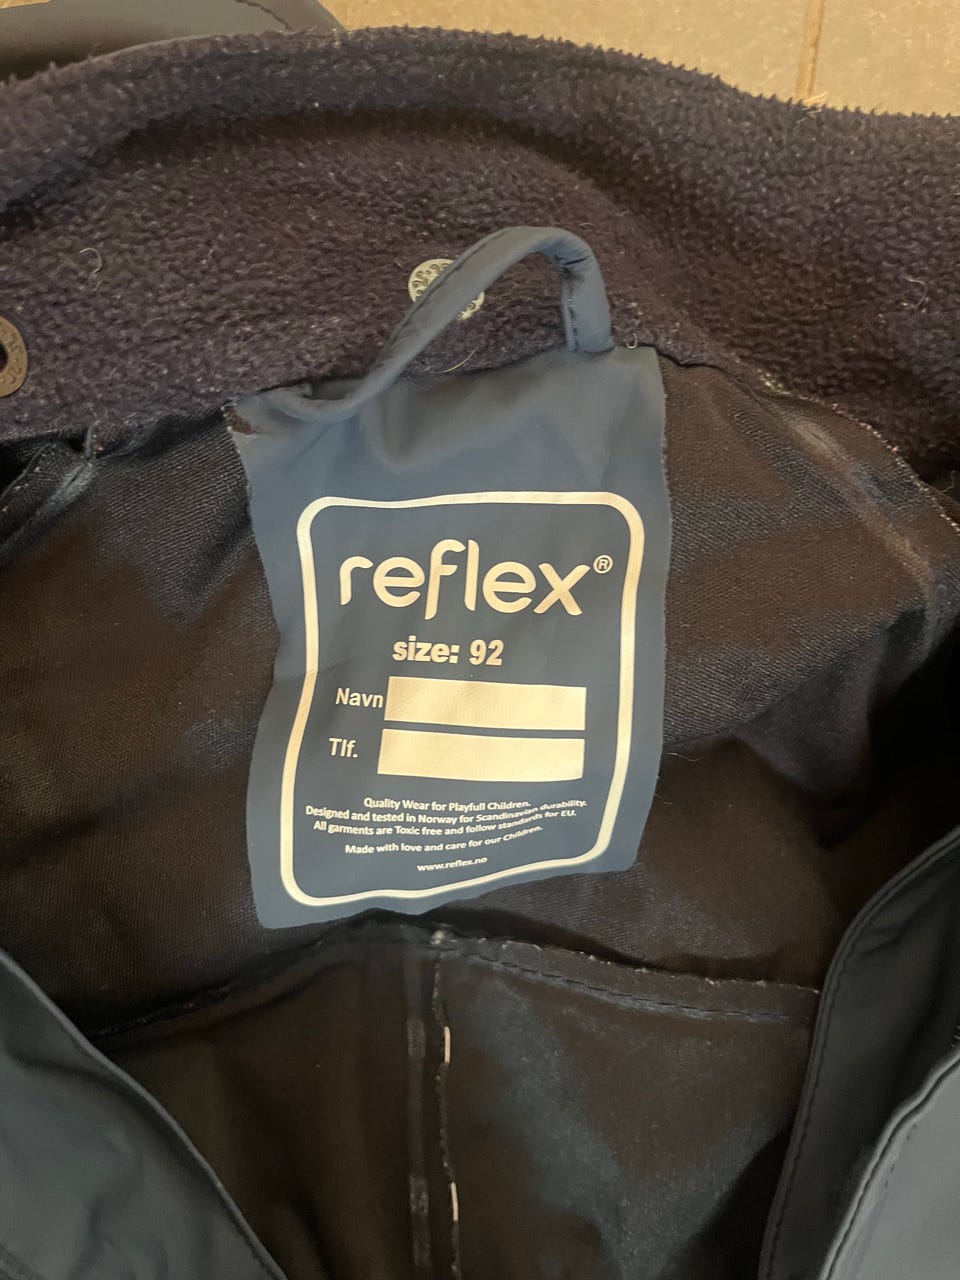 reflex®
size: 92
Navn
Tlf.
Quality Wear for Playfull Children.
Designed and tested in Norway for Scandinavian durability.
All garments are Toxic free and follow standards for EU.
Made with love and care for our Children.
www.reflex.no